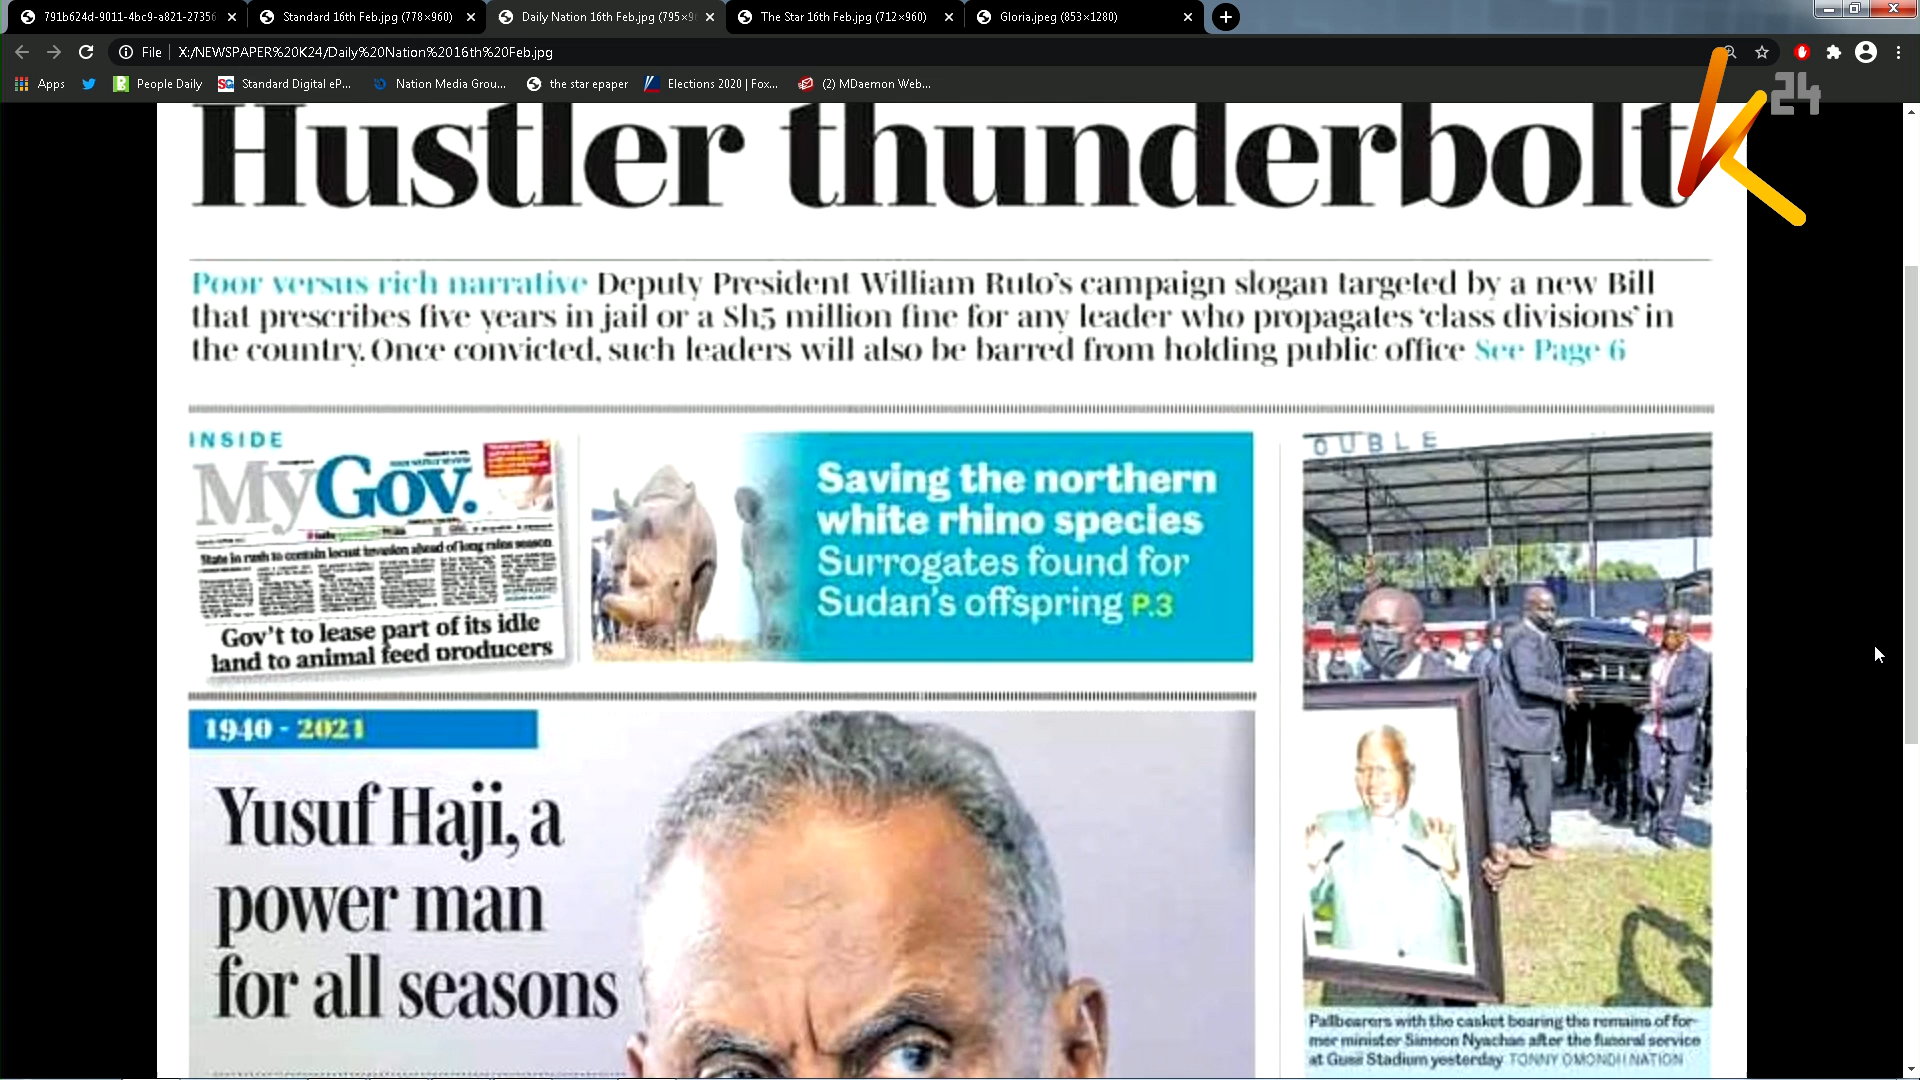 791b624d-9011-4bc9-a821-27356
Standard 16th Feb.jpg (778×960)
Daily Nation 16th Feb.jpg (795×9
The Star 16th Feb.jpg (712×960)
Gloria.jpeg (853×1280)
File
X:/NEWSPAPER%20K24/Daily%20Nation%2016th%20Feb.jpg
Apps
People Daily
Standard Digital eP...
Nation Media Grou...
the star epaper
Elections 2020 | Fox...
(2) MDaemon Web...
K24
Hustler thunderbolt
Poor versus rich narrative Deputy President William Ruto's campaign slogan targeted by a new Bill
that prescribes five years in jail or a Sh5 million fine for any leader who propagates 'class divisions' in
the country. Once convicted, such leaders will also be barred from holding public office See Page 6
INSIDE
MyGov.
State in rush to contain locust invasion ahead of long rains season
Gov't to lease part of its idle
land to animal feed producers
Saving the northern
white rhino species
Surrogates found for
Sudan's offspring P.3
OUBLE
1940 - 2021
Yusuf Haji, a
power man
for all seasons
Pallbearers with the casket bearing the remains of for-
mer minister Simeon Nyachae after the funeral service
at Gusii Stadium yesterday TONNY OMONDI | NATION